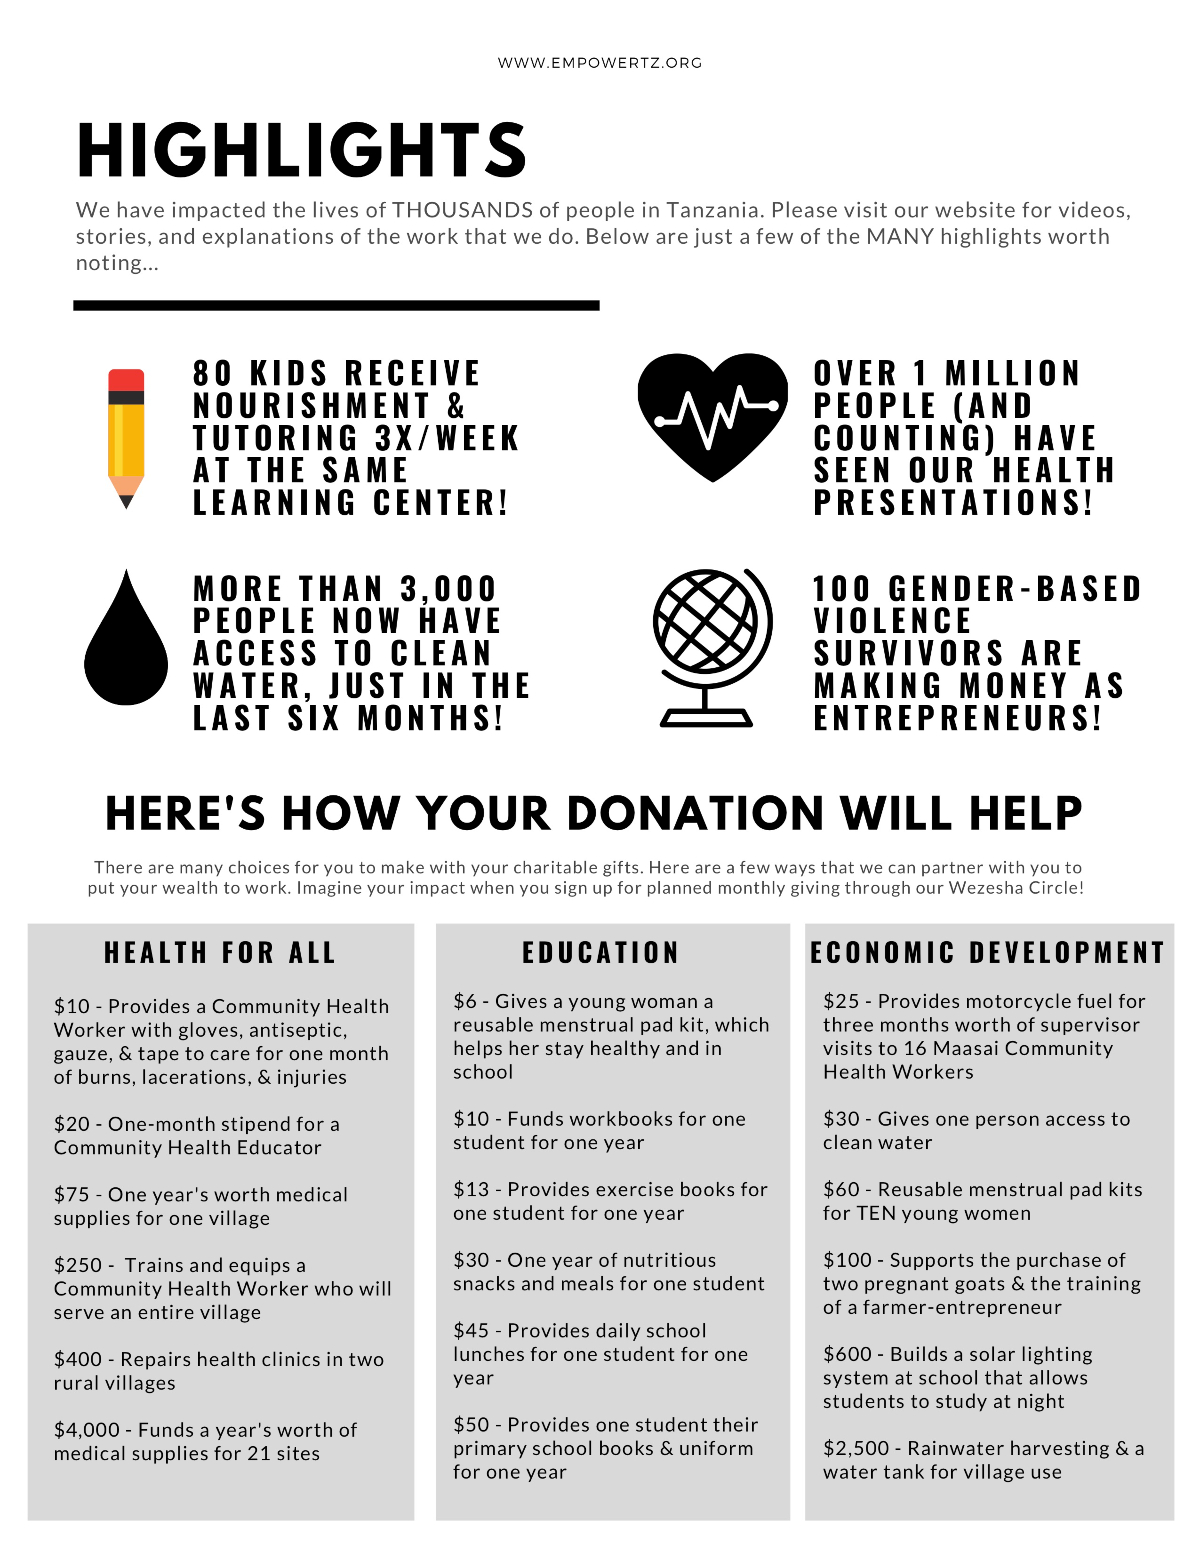 WWW.EMPOWERTZ.ORG
HIGHLIGHTS
We have impacted the lives of THOUSANDS of people in Tanzania. Please visit our website for videos,
stories, and explanations of the work that we do. Below are just a few of the MANY highlights worth
noting...
80 KIDS RECEIVE
NOURISHMENT &
TUTORING 3X/WEEK
AT THE SAME
LEARNING CENTER!
OVER 1 MILLION
PEOPLE (AND
COUNTING) HAVE
SEEN OUR HEALTH
PRESENTATIONS!
MORE THAN 3,000
PEOPLE NOW HAVE
ACCESS TO CLEAN
WATER, JUST IN THE
LAST SIX MONTHS!
100 GENDER-BASED
VIOLENCE
SURVIVORS ARE
MAKING MONEY AS
ENTREPRENEURS!
HERE'S HOW YOUR DONATION WILL HELP
There are many choices for you to make with your charitable gifts. Here are a few ways that we can partner with you to
put your wealth to work. Imagine your impact when you sign up for planned monthly giving through our Wezesha Circle!
HEALTH FOR ALL
$10 - Provides a Community Health
Worker with gloves, antiseptic,
gauze, & tape to care for one month
of burns, lacerations, & injuries
$20 - One-month stipend for a
Community Health Educator
$75 - One year's worth medical
supplies for one village
$250 -  Trains and equips a
Community Health Worker who will
serve an entire village
$400 - Repairs health clinics in two
rural villages
$4,000 - Funds a year's worth of
medical supplies for 21 sites
EDUCATION
$6 - Gives a young woman a
reusable menstrual pad kit, which
helps her stay healthy and in
school
$10 - Funds workbooks for one
student for one year
$13 - Provides exercise books for
one student for one year
$30 - One year of nutritious
snacks and meals for one student
$45 - Provides daily school
lunches for one student for one
year
$50 - Provides one student their
primary school books & uniform
for one year
ECONOMIC DEVELOPMENT
$25 - Provides motorcycle fuel for
three months worth of supervisor
visits to 16 Maasai Community
Health Workers
$30 - Gives one person access to
clean water
$60 - Reusable menstrual pad kits
for TEN young women
$100 - Supports the purchase of
two pregnant goats & the training
of a farmer-entrepreneur
$600 - Builds a solar lighting
system at school that allows
students to study at night
$2,500 - Rainwater harvesting & a
water tank for village use